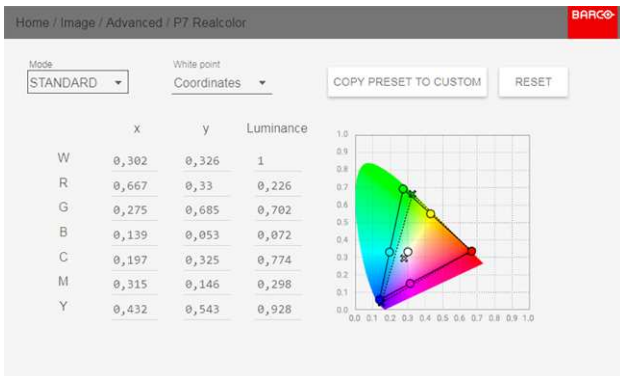 Home / Image / Advanced / P7 Realcolor
BARCO
Mode
White point
STANDARD
Coordinates
COPY PRESET TO CUSTOM
RESET
x y Luminance
W 0,302 0,326 1
R 0,667 0,33 0,226
G 0,275 0,685 0,702
B 0,139 0,053 0,072
C 0,197 0,325 0,774
M 0,315 0,146 0,298
Y 0,432 0,543 0,928
1.0
0.9
0.8
0.7
0.6
0.5
0.4
0.3
0.2
0.1
0.0
0.0 0.1 0.2 0.3 0.4 0.5 0.6 0.7 0.8 0.9 1.0